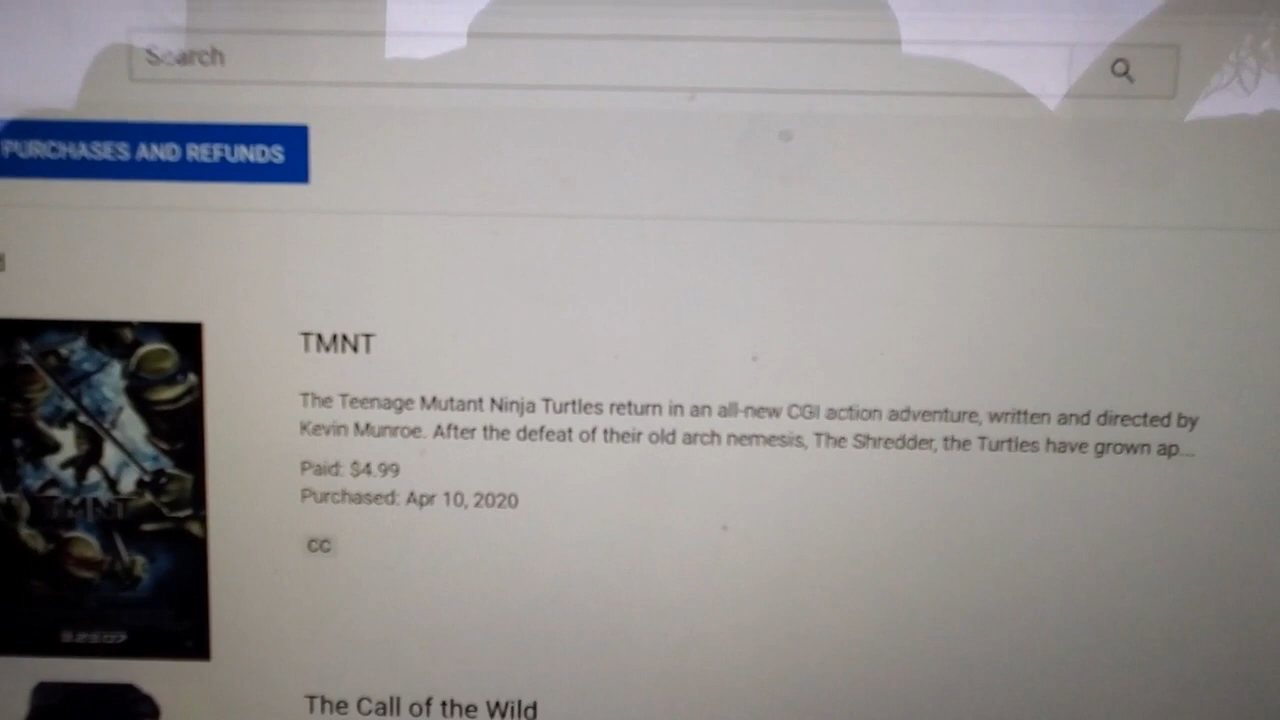 Search
PURCHASES AND REFUNDS
TMNT
The Teenage Mutant Ninja Turtles return in an all-new CGI action adventure, written and directed by
Kevin Munroe. After the defeat of their old arch nemesis, The Shredder, the Turtles have grown ap...
Paid: $4.99
Purchased: Apr 10, 2020
CC
TMNT
The Call of the Wild